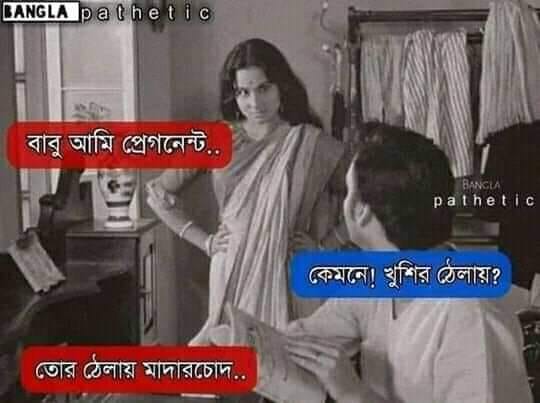 BANGLA pathetic
বাবু আমি প্রেগনেন্ট..
BANGLA
pathetic
কেমনে! খুশির ঠেলায়?
তোর ঠেলায় মাদারচোদ..